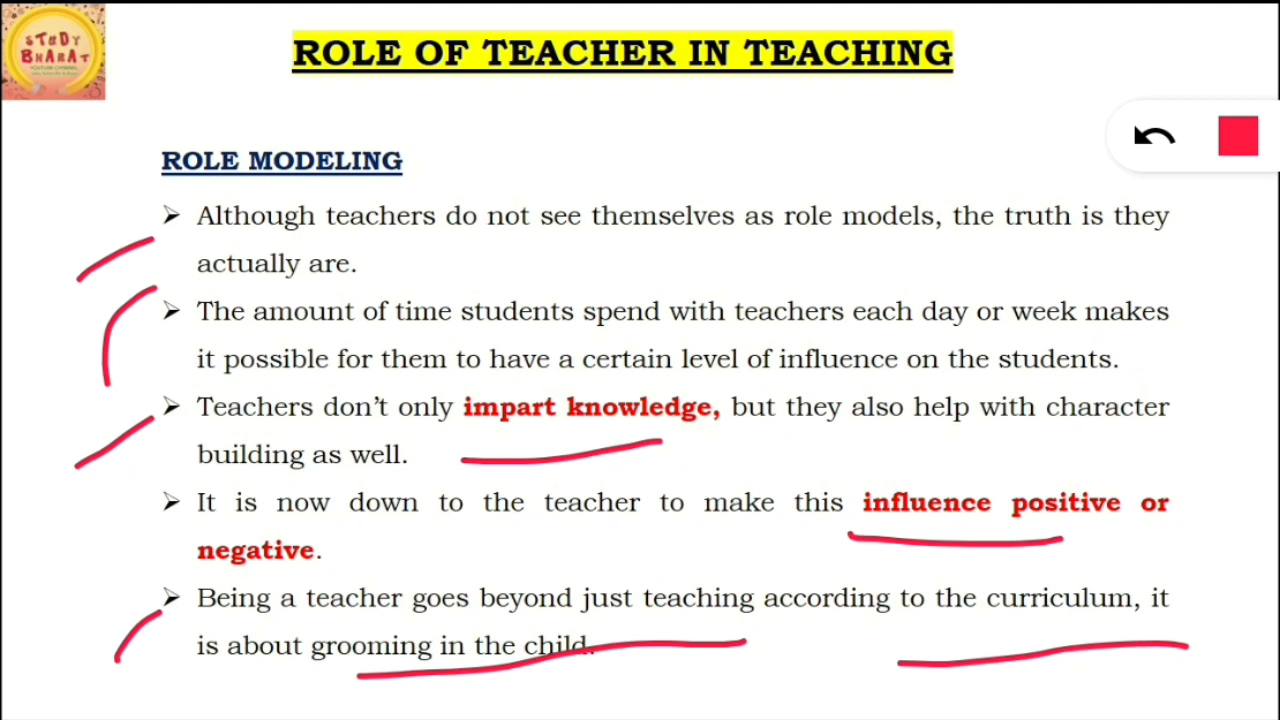 STUDY
BHARAT
YOUTUBE CHANNEL
ROLE OF TEACHER IN TEACHING
ROLE MODELING
➢ Although teachers do not see themselves as role models, the truth is they
actually are.
➢ The amount of time students spend with teachers each day or week makes
it possible for them to have a certain level of influence on the students.
➢ Teachers don’t only impart knowledge, but they also help with character
building as well.
➢ It is now down to the teacher to make this influence positive or
negative.
➢ Being a teacher goes beyond just teaching according to the curriculum, it
is about grooming in the child.